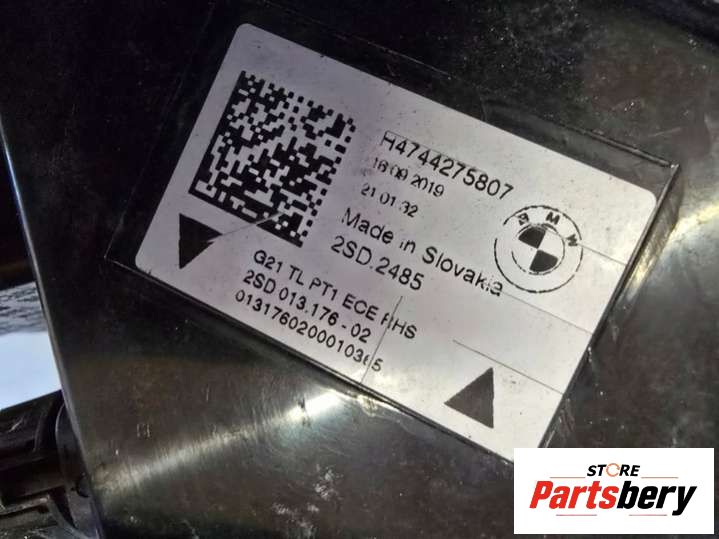 H4744275807
16.09.2019
21:01:32
Made in Slovakia
2SD.2485
BMW
G21 TL PT1 ECE RHS
2SD 013.176-02
0131760200010365
STORE
Partsbery